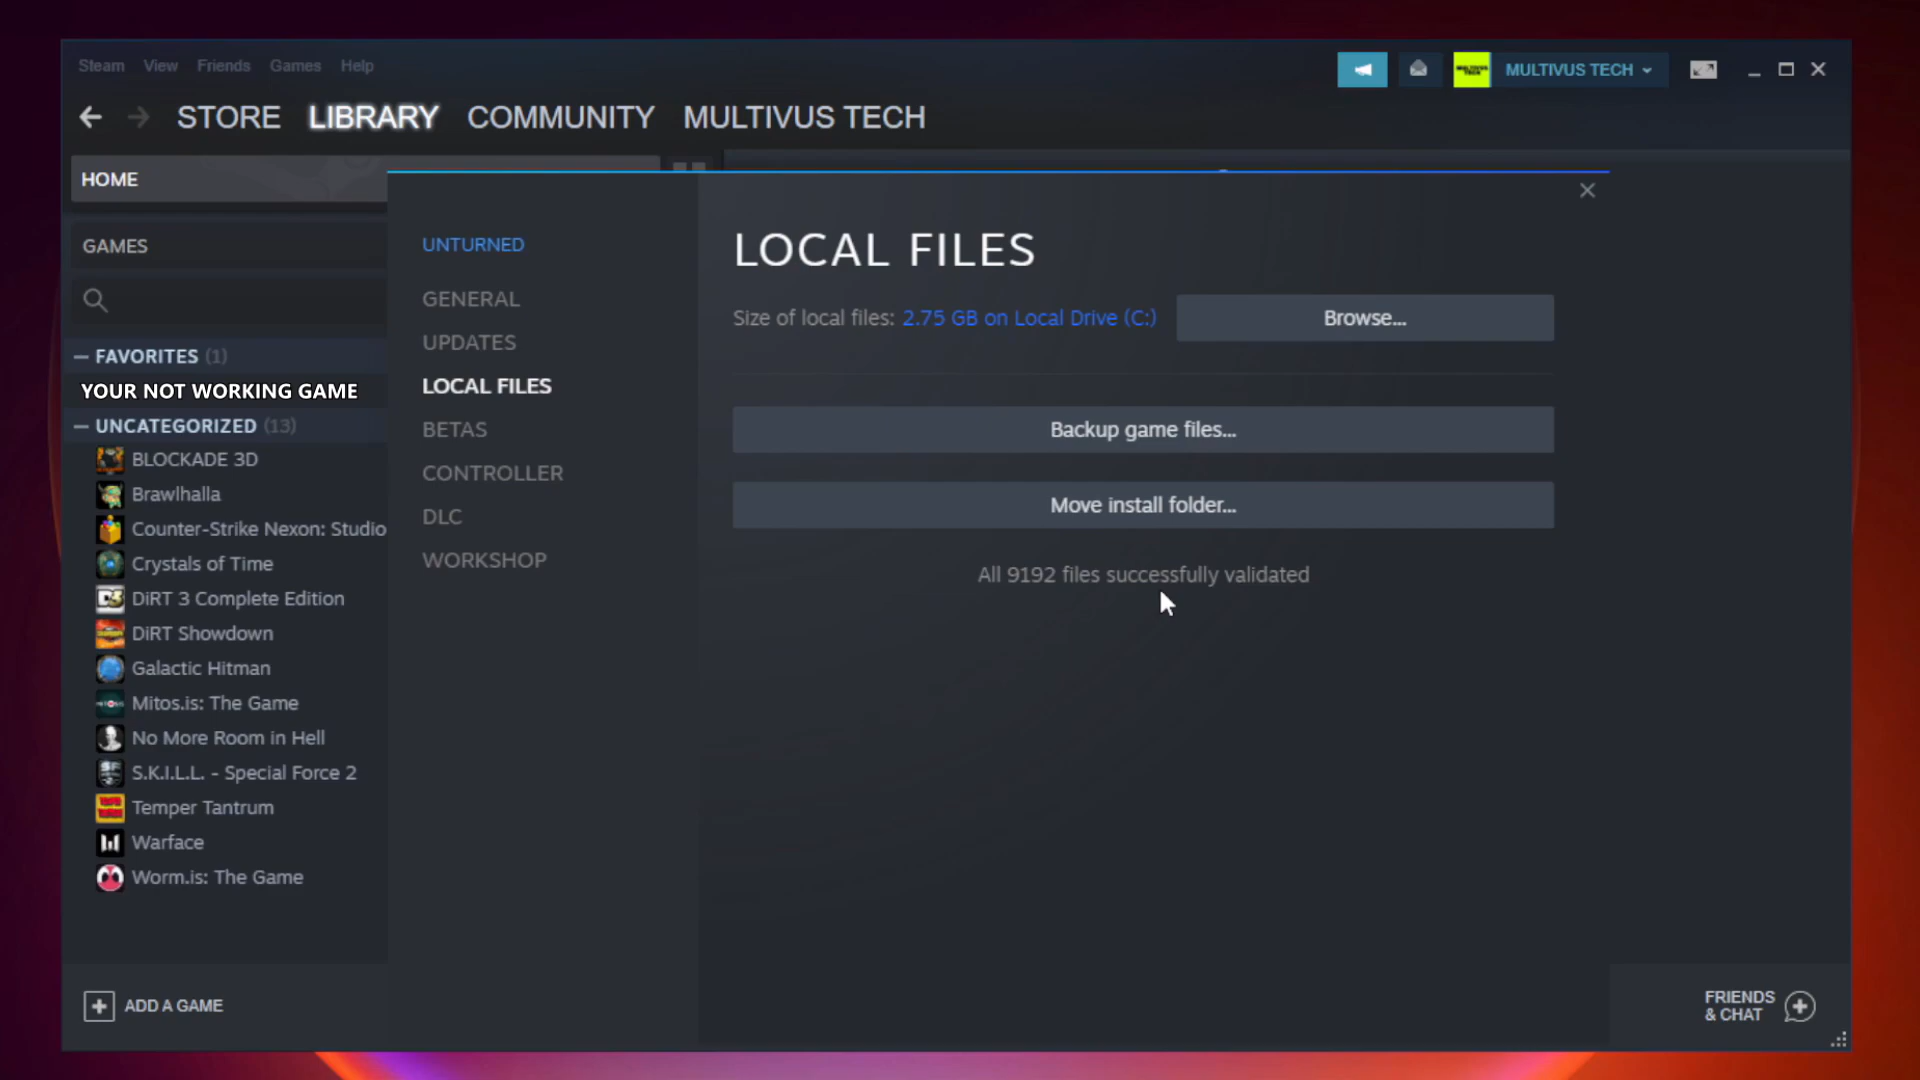 Steam View Friends Games Help
MULTIVUS TECH
STORE LIBRARY COMMUNITY MULTIVUS TECH
HOME
GAMES
— FAVORITES (1)
YOUR NOT WORKING GAME
— UNCATEGORIZED (13)
BLOCKADE 3D
Brawlhalla
Counter-Strike Nexon: Studio
Crystals of Time
DiRT 3 Complete Edition
DiRT Showdown
Galactic Hitman
Mitos.is: The Game
No More Room in Hell
S.K.I.L.L. - Special Force 2
Temper Tantrum
Warface
Worm.is: The Game
ADD A GAME
UNTURNED
GENERAL
UPDATES
LOCAL FILES
BETAS
CONTROLLER
DLC
WORKSHOP
LOCAL FILES
Size of local files: 2.75 GB on Local Drive (C:)
Browse...
Backup game files...
Move install folder...
All 9192 files successfully validated
FRIENDS
& CHAT